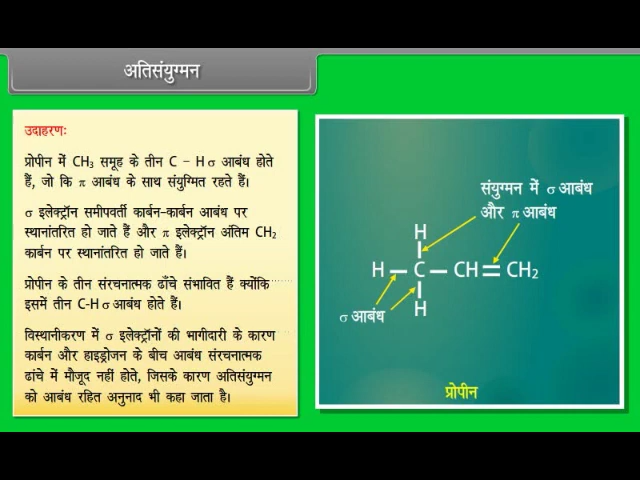 अतिसंयुग्मन
उदाहरणः
प्रोपीन में CH₃ समूह के तीन C – H σ आबंध होते
हैं, जो कि π आबंध के साथ संयुग्मित रहते हैं।
σ इलेक्ट्रॉन समीपवर्ती कार्बन-कार्बन आबंध पर
स्थानांतरित हो जाते हैं और π इलेक्ट्रॉन अंतिम CH₂
कार्बन पर स्थानांतरित हो जाते हैं।
प्रोपीन के तीन संरचनात्मक ढाँचे संभावित हैं क्योंकि
इसमें तीन C-H σ आबंध होते हैं।
विस्थानीकरण में σ इलेक्ट्रॉनों की भागीदारी के कारण
कार्बन और हाइड्रोजन के बीच आबंध संरचनात्मक
ढांचे में मौजूद नहीं होते, जिसके कारण अतिसंयुग्मन
को आबंध रहित अनुनाद भी कहा जाता है।
संयुग्मन में σ आबंध
और π आबंध
H
H – C – CH = CH₂
H
σ आबंध
प्रोपीन